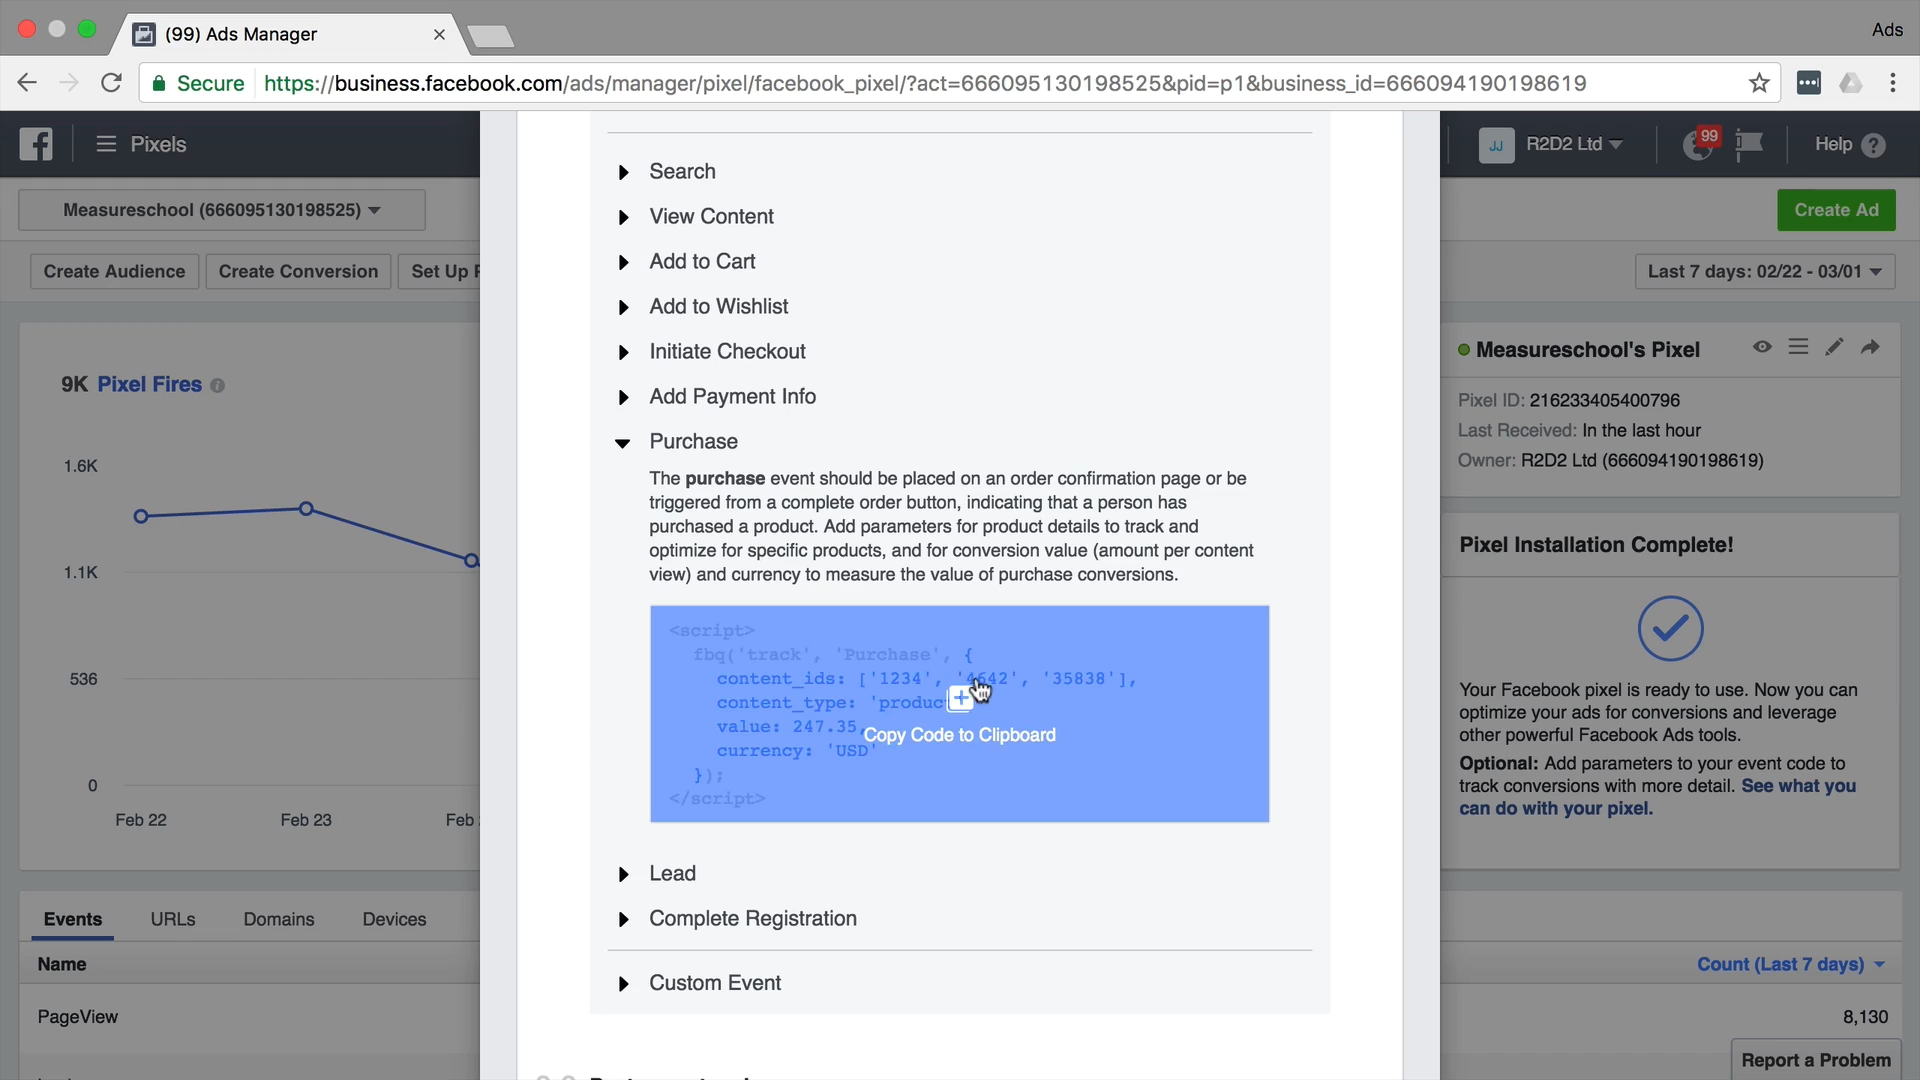 (99) Ads Manager
Ads
Secure
https://business.facebook.com/ads/manager/pixel/facebook_pixel/?act=666095130198525&pid=p1&business_id=666094190198619
Pixels
JJ
R2D2 Ltd
99
Help
Measureschool (666095130198525)
Create Ad
Create Audience
Create Conversion
Set Up
Last 7 days: 02/22 - 03/01
9K Pixel Fires
1.6K
1.1K
536
0
Feb 22
Feb 23
Feb
Events
URLs
Domains
Devices
Name
PageView
Search
View Content
Add to Cart
Add to Wishlist
Initiate Checkout
Add Payment Info
Purchase
The purchase event should be placed on an order confirmation page or be
triggered from a complete order button, indicating that a person has
purchased a product. Add parameters for product details to track and
optimize for specific products, and for conversion value (amount per content
view) and currency to measure the value of purchase conversions.
<script>
fbq('track', 'Purchase', {
content_ids: ['1234', '4642', '35838'],
content_type: 'produc
value: 247.35,
currency: 'USD'
});
</script>
Copy Code to Clipboard
Lead
Complete Registration
Custom Event
Measureschool's Pixel
Pixel ID: 216233405400796
Last Received: In the last hour
Owner: R2D2 Ltd (666094190198619)
Pixel Installation Complete!
Your Facebook pixel is ready to use. Now you can
optimize your ads for conversions and leverage
other powerful Facebook Ads tools.
Optional: Add parameters to your event code to
track conversions with more detail. See what you
can do with your pixel.
Count (Last 7 days)
8,130
Report a Problem